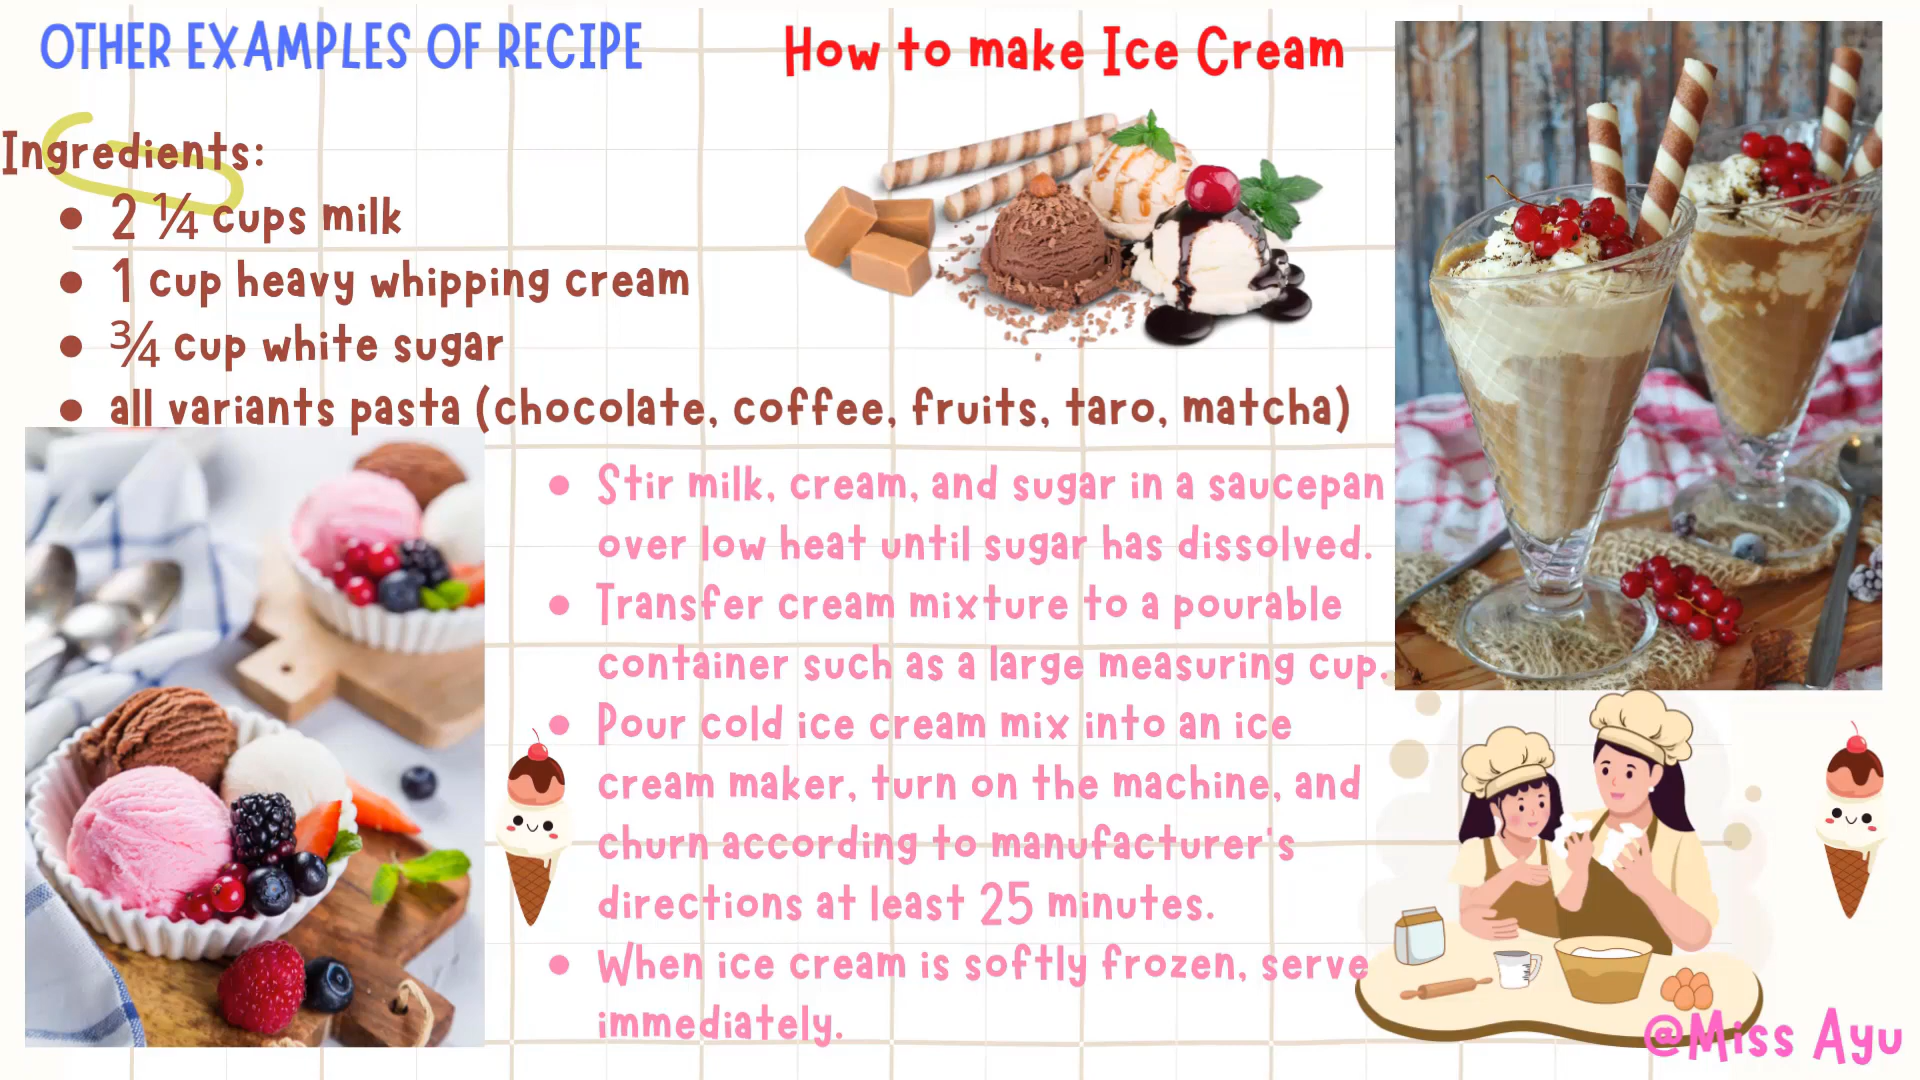 OTHER EXAMPLES OF RECIPE
How to make Ice Cream
Ingredients:
• 2 ¼ cups milk
• 1 cup heavy whipping cream
• ¾ cup white sugar
• all variants pasta (chocolate, coffee, fruits, taro, matcha)
• Stir milk, cream, and sugar in a saucepan
over low heat until sugar has dissolved.
• Transfer cream mixture to a pourable
container such as a large measuring cup.
• Pour cold ice cream mix into an ice
cream maker, turn on the machine, and
churn according to manufacturer's
directions at least 25 minutes.
• When ice cream is softly frozen, serve
immediately.
@Miss Ayu